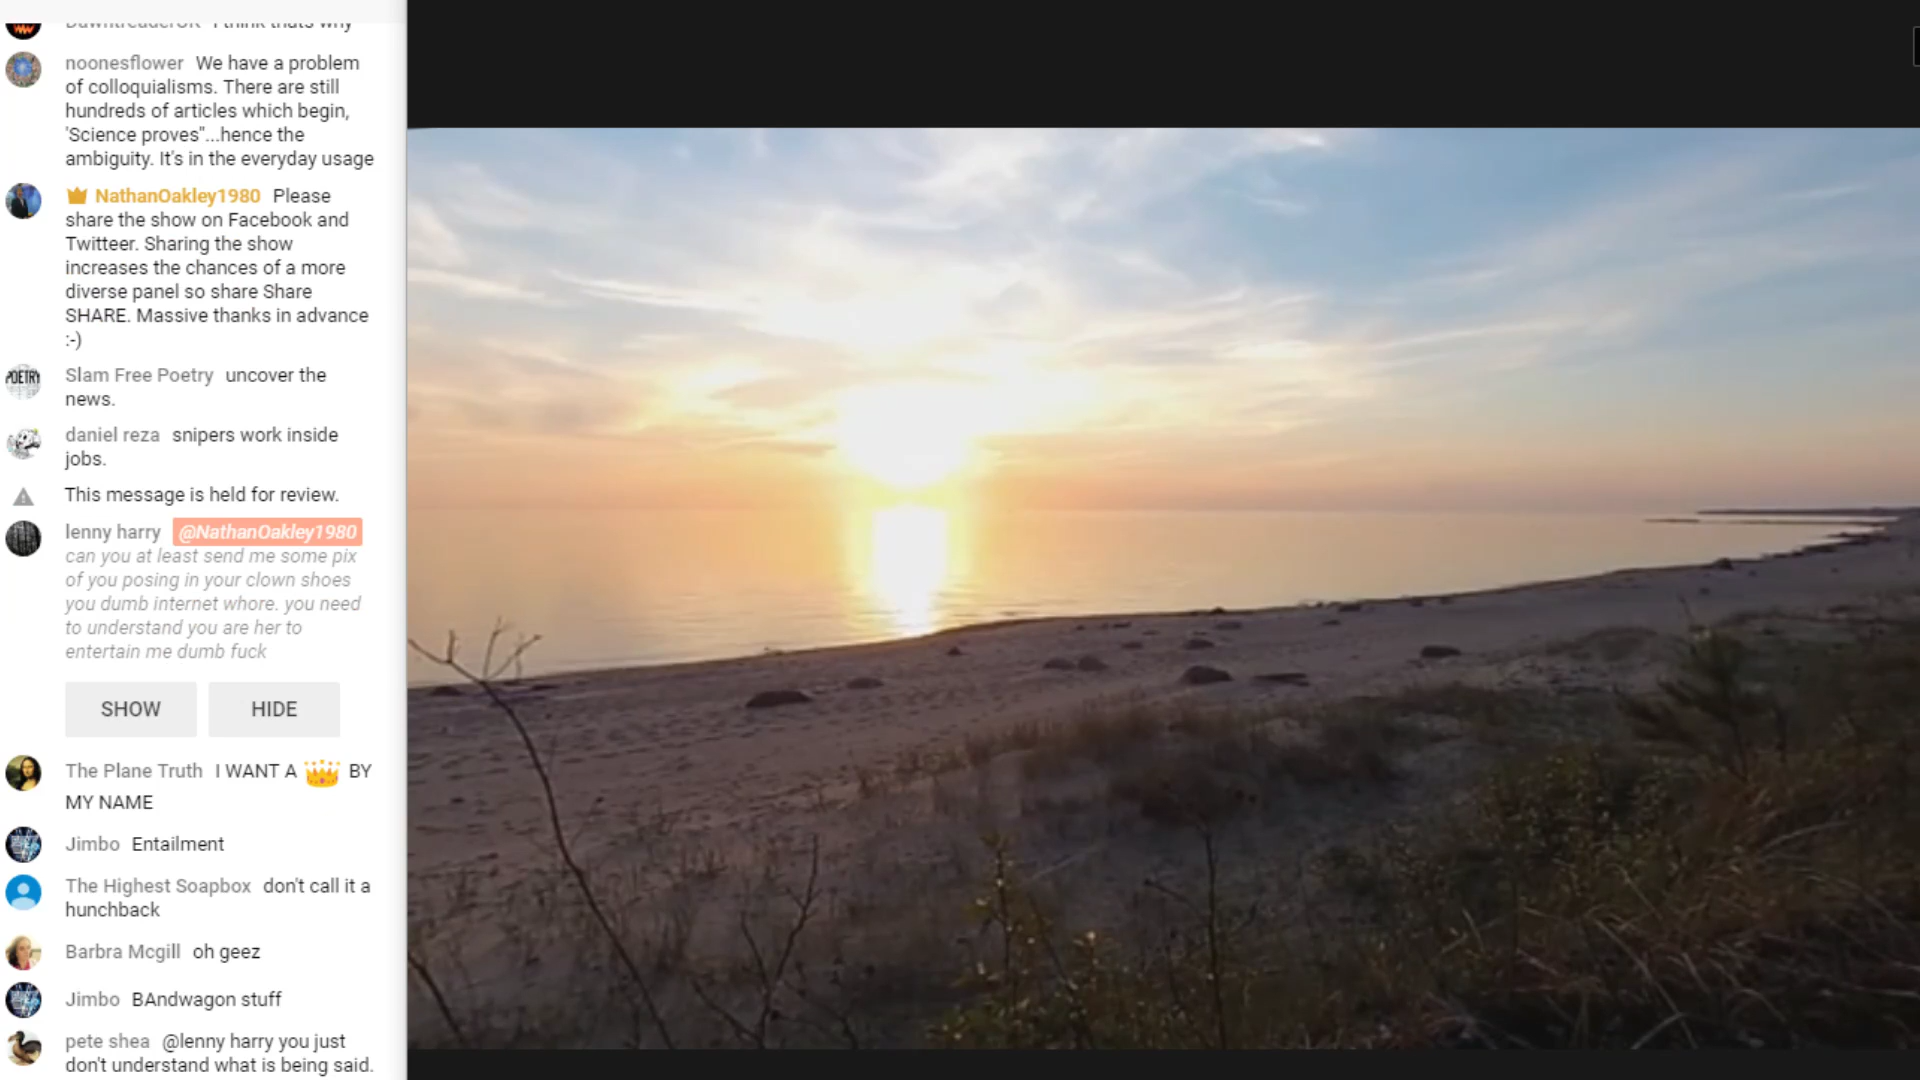 DawntreaderUK I think thats why
noonesflower We have a problem
of colloquialisms. There are still
hundreds of articles which begin,
'Science proves"...hence the
ambiguity. It's in the everyday usage
NathanOakley1980 Please
share the show on Facebook and
Twitteer. Sharing the show
increases the chances of a more
diverse panel so share Share
SHARE. Massive thanks in advance
:-)
POETRY
Slam Free Poetry uncover the
news.
daniel reza snipers work inside
jobs.
This message is held for review.
lenny harry @NathanOakley1980
can you at least send me some pix
of you posing in your clown shoes
you dumb internet whore. you need
to understand you are her to
entertain me dumb fuck
SHOW HIDE
The Plane Truth I WANT A 👑 BY
MY NAME
Jimbo Entailment
The Highest Soapbox don't call it a
hunchback
Barbra Mcgill oh geez
Jimbo BAndwagon stuff
pete shea @lenny harry you just
don't understand what is being said.